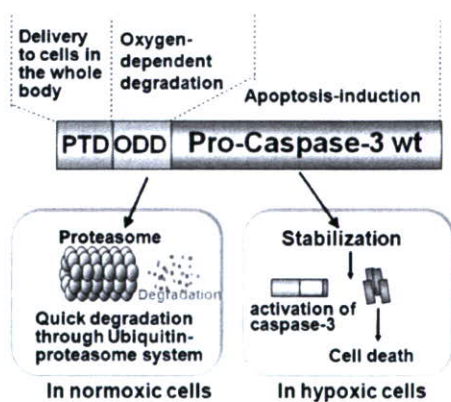 Delivery
to cells in
the whole
body
Oxygen-
dependent
degradation
Apoptosis-induction
PTD ODD Pro-Caspase-3 wt
Proteasome
Degradation
Quick degradation
through Ubiquitin-
proteasome system
In normoxic cells
Stabilization
activation of
caspase-3
Cell death
In hypoxic cells